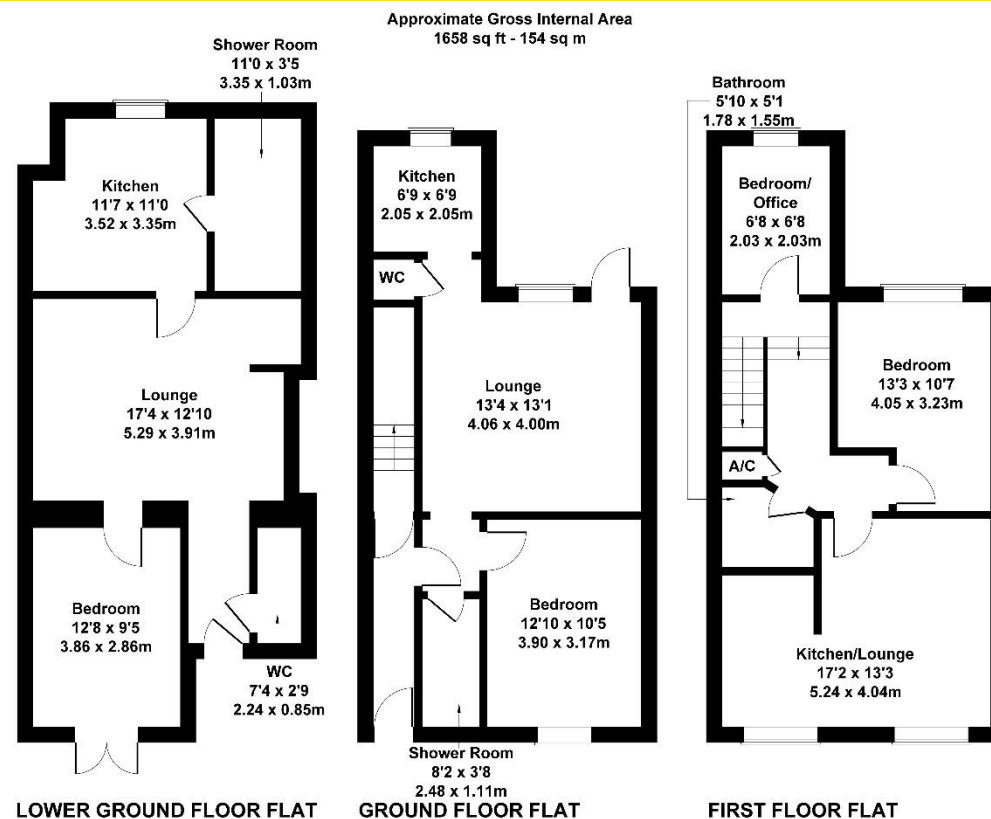 Approximate Gross Internal Area
1658 sq ft - 154 sq m
Shower Room
11'0 x 3'5
3.35 x 1.03m
Kitchen
11'7 x 11'0
3.52 x 3.35m
Lounge
17'4 x 12'10
5.29 x 3.91m
Bedroom
12'8 x 9'5
3.86 x 2.86m
WC
7'4 x 2'9
2.24 x 0.85m
LOWER GROUND FLOOR FLAT
Kitchen
6'9 x 6'9
2.05 x 2.05m
WC
Lounge
13'4 x 13'1
4.06 x 4.00m
Bedroom
12'10 x 10'5
3.90 x 3.17m
Shower Room
8'2 x 3'8
2.48 x 1.11m
GROUND FLOOR FLAT
Bathroom
5'10 x 5'1
1.78 x 1.55m
Bedroom/
Office
6'8 x 6'8
2.03 x 2.03m
Bedroom
13'3 x 10'7
4.05 x 3.23m
A/C
Kitchen/Lounge
17'2 x 13'3
5.24 x 4.04m
FIRST FLOOR FLAT